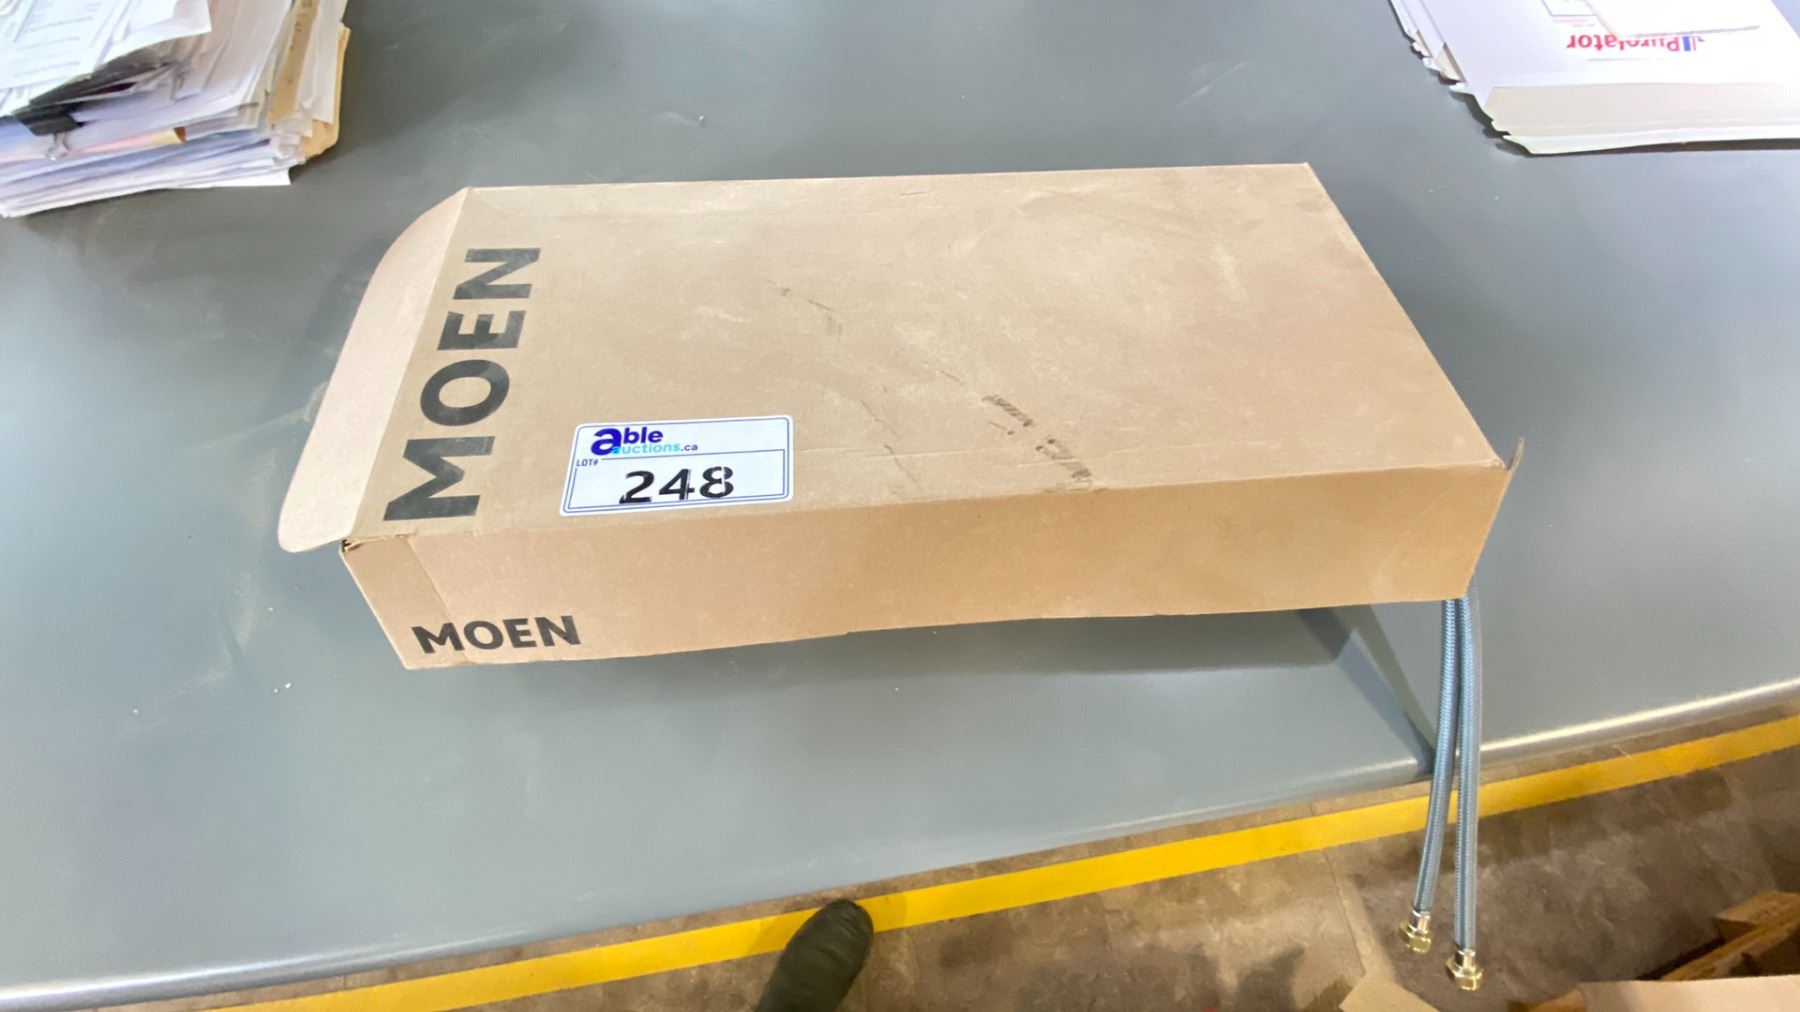 Purolator
MOEN
able
auctions.ca
LOT#
248
MOEN